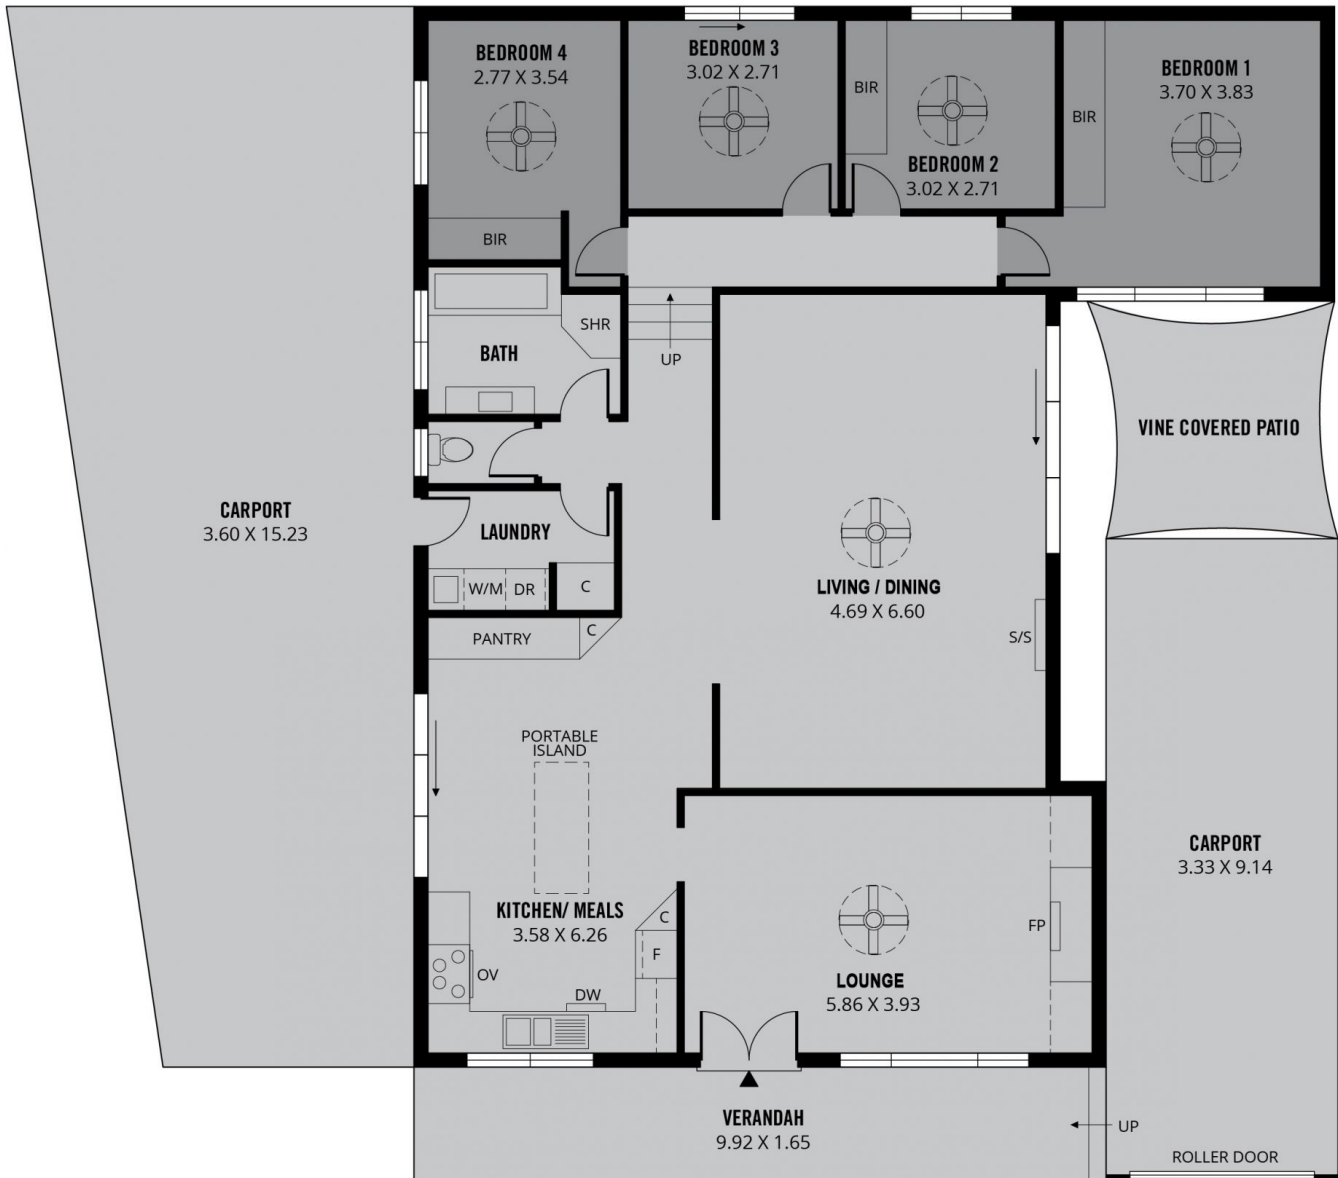 BEDROOM 4
2.77 X 3.54
BIR
BEDROOM 3
3.02 X 2.71
BIR
BEDROOM 2
3.02 X 2.71
BEDROOM 1
3.70 X 3.83
BIR
SHR
BATH
UP
VINE COVERED PATIO
CARPORT
3.60 X 15.23
LAUNDRY
W/M
DR
C
LIVING / DINING
4.69 X 6.60
S/S
PANTRY
C
PORTABLE
ISLAND
KITCHEN/ MEALS
3.58 X 6.26
C
F
OV
DW
LOUNGE
5.86 X 3.93
FP
CARPORT
3.33 X 9.14
VERANDAH
9.92 X 1.65
UP
ROLLER DOOR